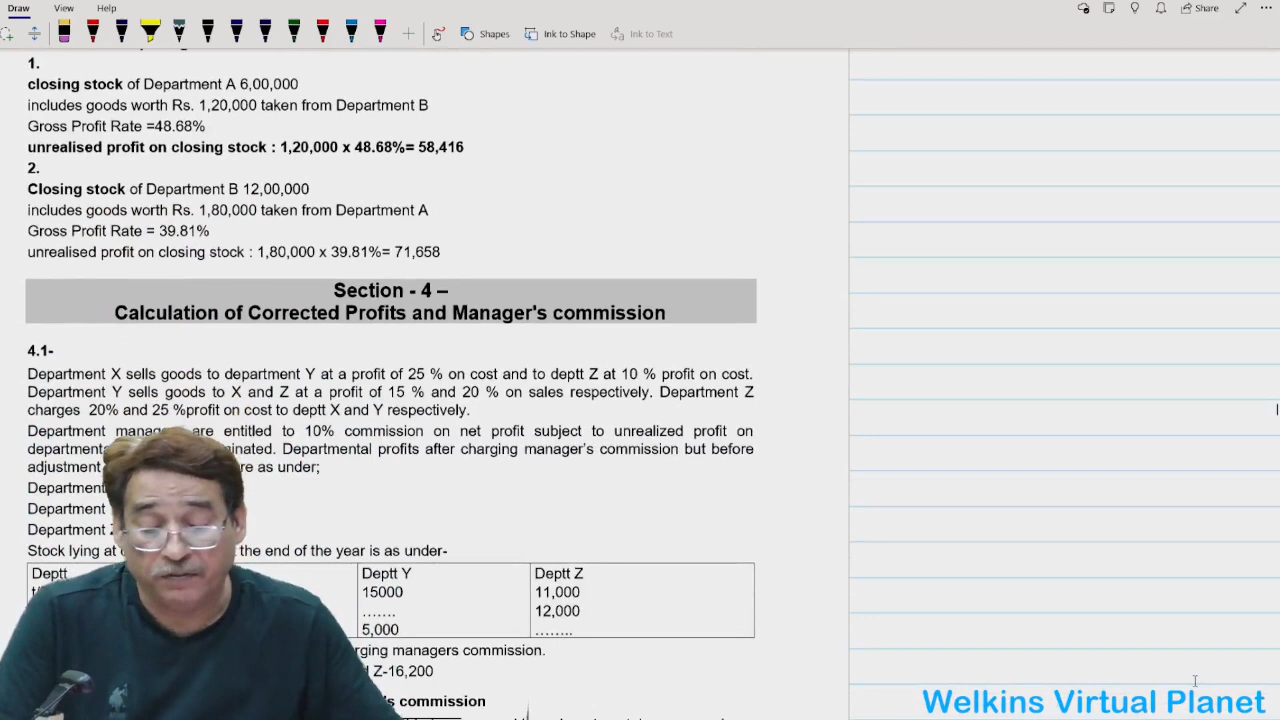 Draw View Help
Shapes Ink to Shape Ink to Text Share
1.
closing stock of Department A 6,00,000
includes goods worth Rs. 1,20,000 taken from Department B
Gross Profit Rate =48.68%
unrealised profit on closing stock : 1,20,000 x 48.68%= 58,416
2.
Closing stock of Department B 12,00,000
includes goods worth Rs. 1,80,000 taken from Department A
Gross Profit Rate = 39.81%
unrealised profit on closing stock : 1,80,000 x 39.81%= 71,658
Section - 4 –
Calculation of Corrected Profits and Manager's commission
4.1-
Department X sells goods to department Y at a profit of 25 % on cost and to deptt Z at 10 % profit on cost.
Department Y sells goods to X and Z at a profit of 15 % and 20 % on sales respectively. Department Z
charges 20% and 25 %profit on cost to deptt X and Y respectively.
Department managers are entitled to 10% commission on net profit subject to unrealized profit on
Departmental profits after charging manager's commission but before
adjustment as under;
Department
Department
Department
Stock lying at the end of the year is as under-
Deptt Deptt Y Deptt Z
15000 11,000
....... 12,000
5,000 ........
managers commission.
Z-16,200
commission
Welkins Virtual Planet